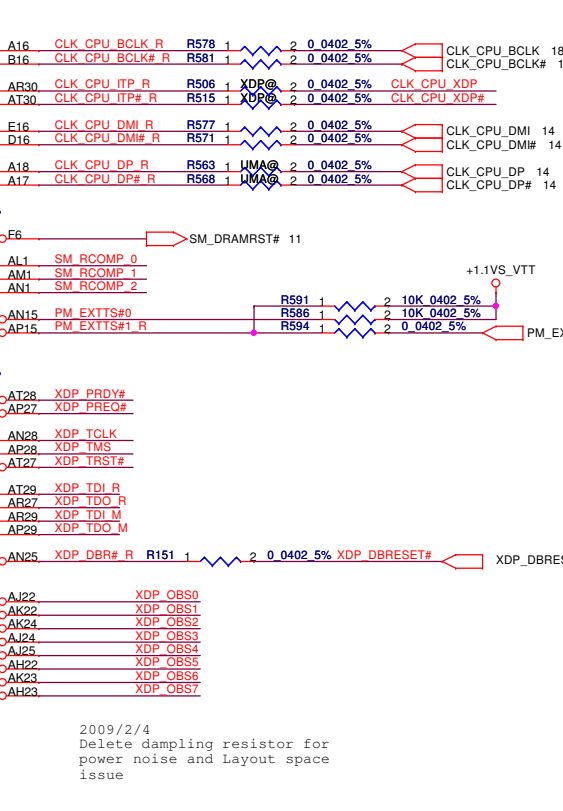 A16 CLK_CPU_BCLK_R R578 1 2 0_0402_5% CLK_CPU_BCLK 18
B16 CLK_CPU_BCLK#_R R581 1 2 0_0402_5% CLK_CPU_BCLK# 1
AR30 CLK_CPU_ITP_R R506 1 XDP@ 2 0_0402_5% CLK_CPU_XDP
AT30 CLK_CPU_ITP#_R R515 1 XDP@ 2 0_0402_5% CLK_CPU_XDP#
E16 CLK_CPU_DMI_R R577 1 2 0_0402_5% CLK_CPU_DMI 14
D16 CLK_CPU_DMI#_R R571 1 2 0_0402_5% CLK_CPU_DMI# 14
A18 CLK_CPU_DP_R R563 1 UMA@ 2 0_0402_5% CLK_CPU_DP 14
A17 CLK_CPU_DP#_R R568 1 UMA@ 2 0_0402_5% CLK_CPU_DP# 14
F6 SM_DRAMRST# 11
AL1 SM_RCOMP_0
AM1 SM_RCOMP_1
AN1 SM_RCOMP_2
+1.1VS_VTT
R591 1 2 10K_0402_5%
AN15 PM_EXTTS#0 R586 1 2 10K_0402_5%
AP15 PM_EXTTS#1_R R594 1 2 0_0402_5% PM_EX
AT28 XDP_PRDY#
AP27 XDP_PREQ#
AN28 XDP_TCLK
AP28 XDP_TMS
AT27 XDP_TRST#
AT29 XDP_TDI_R
AR27 XDP_TDO_R
AR29 XDP_TDI_M
AP29 XDP_TDO_M
AN25 XDP_DBR#_R R151 1 2 0_0402_5% XDP_DBRESET# XDP_DBRES
AJ22 XDP_OBS0
AK22 XDP_OBS1
AK24 XDP_OBS2
AJ24 XDP_OBS3
AJ25 XDP_OBS4
AH22 XDP_OBS5
AK23 XDP_OBS6
AH23 XDP_OBS7
2009/2/4
Delete dampling resistor for
power noise and Layout space
issue